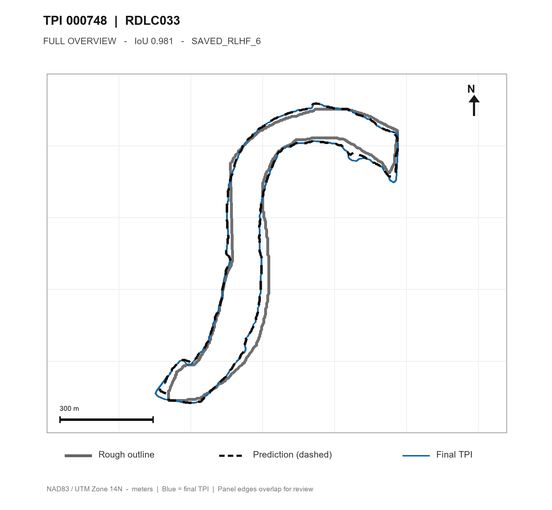 TPI 000748 | RDLC033
FULL OVERVIEW - IoU 0.981 - SAVED_RLHF_6
N
300 m
Rough outline Prediction (dashed) Final TPI
NAD83 / UTM Zone 14N - meters | Blue = final TPI | Panel edges overlap for review